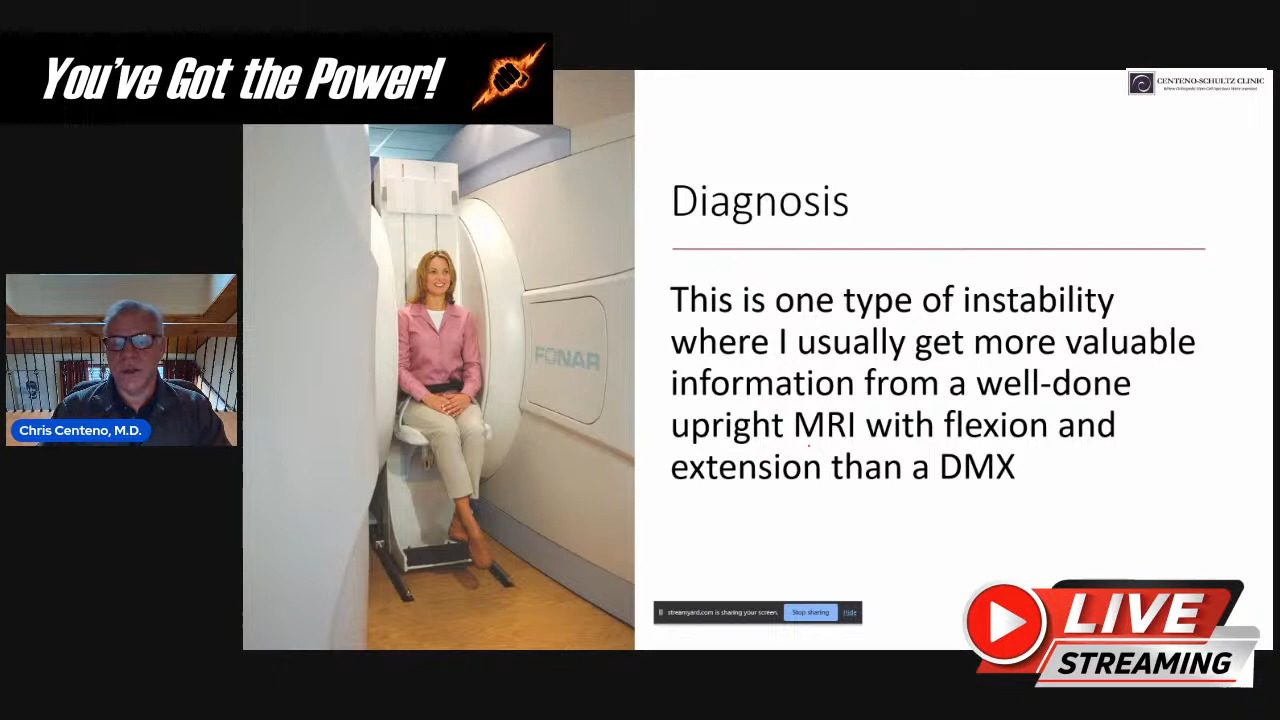 You've Got the Power!
CENTENO-SCHULTZ CLINIC
Diagnosis
This is one type of instability
where I usually get more valuable
information from a well-done
upright MRI with flexion and
extension than a DMX
FONAR
Chris Centeno, M.D.
streamyard.com is sharing your screen.
Stop sharing
Hide
LIVE
STREAMING